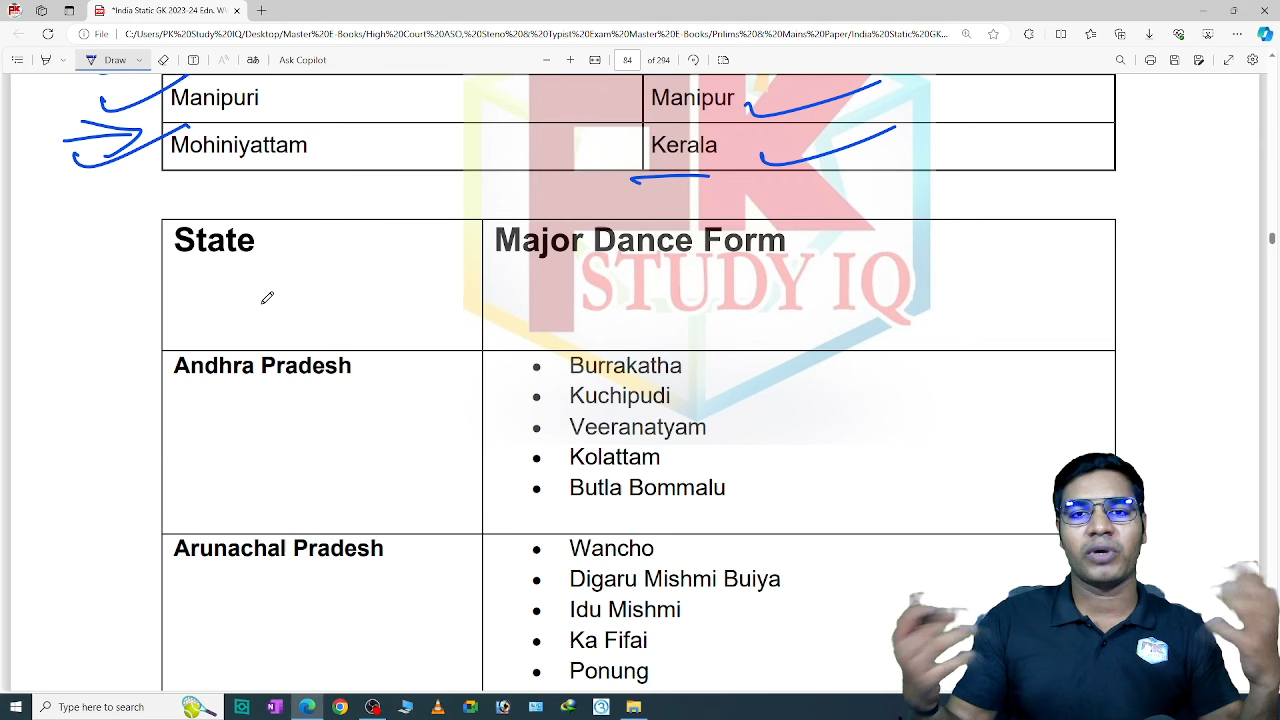 *India Static GK 2023-24 Edn. W
File
C:/Users/PK%20Study%20IQ/Desktop/Master%20E-Books/High%20Court%20ASO,Steno%20&%20Typist%20Exam%20Master%20E-Books/Prilims%20&%20Mains%20Paper/India%20Static%20GK...
Draw
Ask Copilot
84 of 294
Manipuri Manipur
Mohiniyattam Kerala
State Major Dance Form
STUDY IQ
Andhra Pradesh
Burrakatha
Kuchipudi
Veeranatyam
Kolattam
Butla Bommalu
Arunachal Pradesh
Wancho
Digaru Mishmi Buiya
Idu Mishmi
Ka Fifai
Ponung
Type here to search